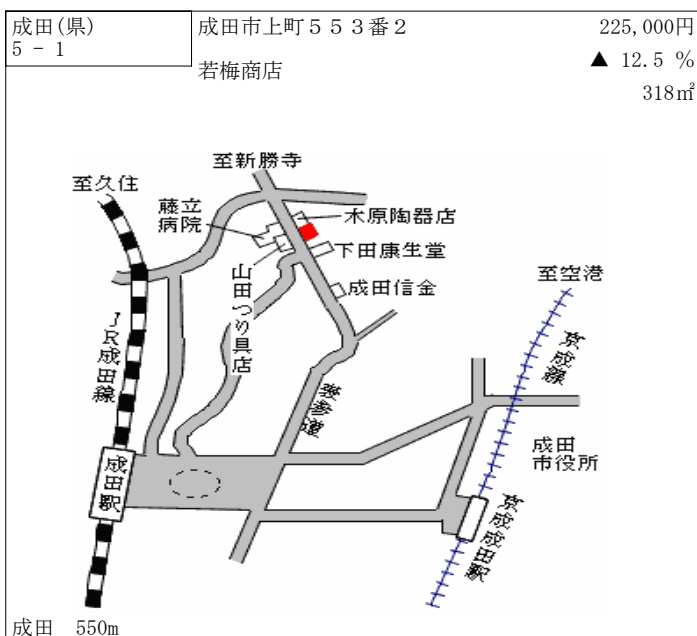 成田(県)
5 - 1
成田市上町５５３番２
若梅商店
225,000円
▲ 12.5 %
318㎡
至新勝寺
至久住
藤立
病院
木原陶器店
下田康生堂
山田つり具店
成田信金
至空港
JR成田線
京成線
表参道
成田
市役所
成田駅
京成成田駅
成田 550m